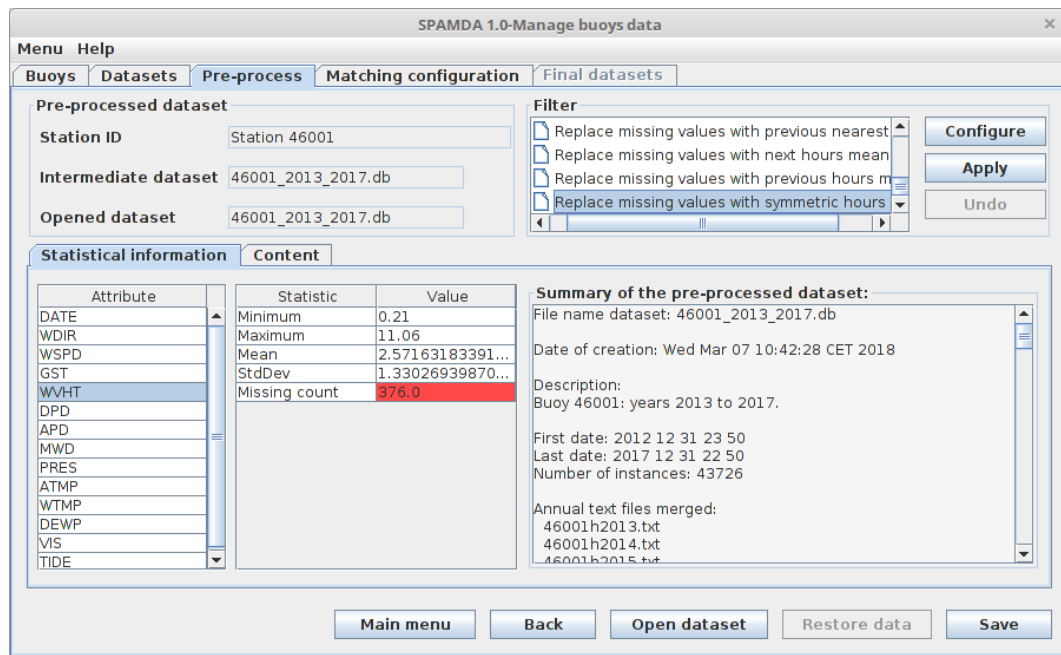 SPAMDA 1.0-Manage buoys data
Menu Help
Buoys Datasets Pre-process Matching configuration Final datasets
Pre-processed dataset
Station ID Station 46001
Intermediate dataset 46001_2013_2017.db
Opened dataset 46001_2013_2017.db
Filter
Replace missing values with previous nearest
Replace missing values with next hours mean
Replace missing values with previous hours m
Replace missing values with symmetric hours
Configure
Apply
Undo
Statistical information Content
Attribute
DATE
WDIR
WSPD
GST
WVHT
DPD
APD
MWD
PRES
ATMP
WTMP
DEWP
VIS
TIDE
Statistic Value
Minimum 0.21
Maximum 11.06
Mean 2.57163183391...
StdDev 1.33026939870...
Missing count 376.0
Summary of the pre-processed dataset:
File name dataset: 46001_2013_2017.db
Date of creation: Wed Mar 07 10:42:28 CET 2018
Description:
Buoy 46001: years 2013 to 2017.
First date: 2012 12 31 23 50
Last date: 2017 12 31 22 50
Number of instances: 43726
Annual text files merged:
46001h2013.txt
46001h2014.txt
46001h2015.txt
Main menu Back Open dataset Restore data Save